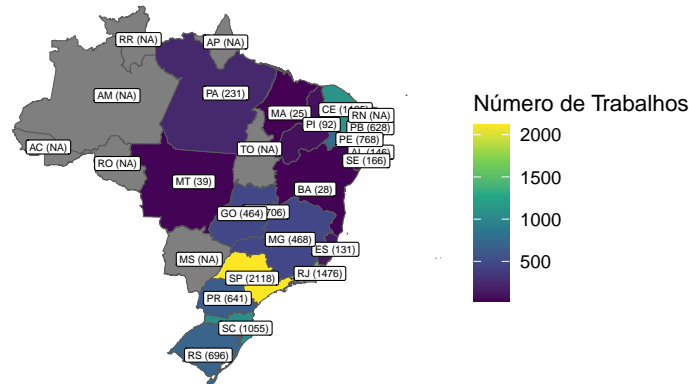 RR (NA)
AP (NA)
AM (NA)
PA (231)
MA (25)
CE
RN (NA)
PI (92)
PB (628)
PE (768)
AC (NA)
TO (NA)
SE (166)
RO (NA)
MT (39)
BA (28)
GO (464)
706)
MG (468)
ES (131)
MS (NA)
RJ (1476)
SP (2118)
PR (641)
SC (1055)
RS (696)
Número de Trabalhos
2000
1500
1000
500